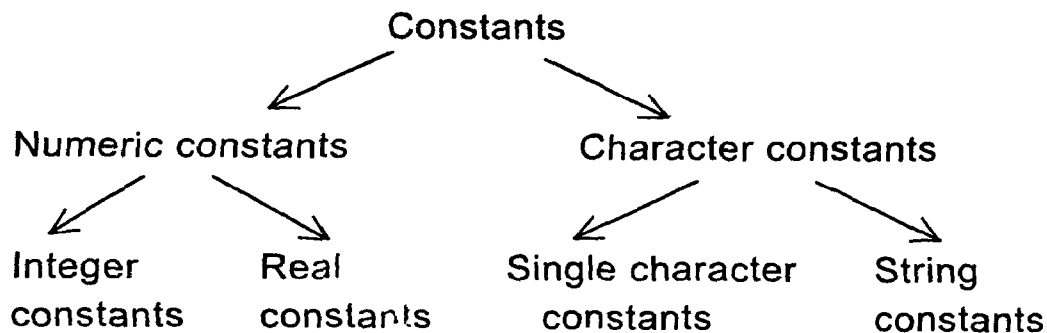 Constants
Numeric constants
Character constants
Integer
constants
Real
constants
Single character
constants
String
constants